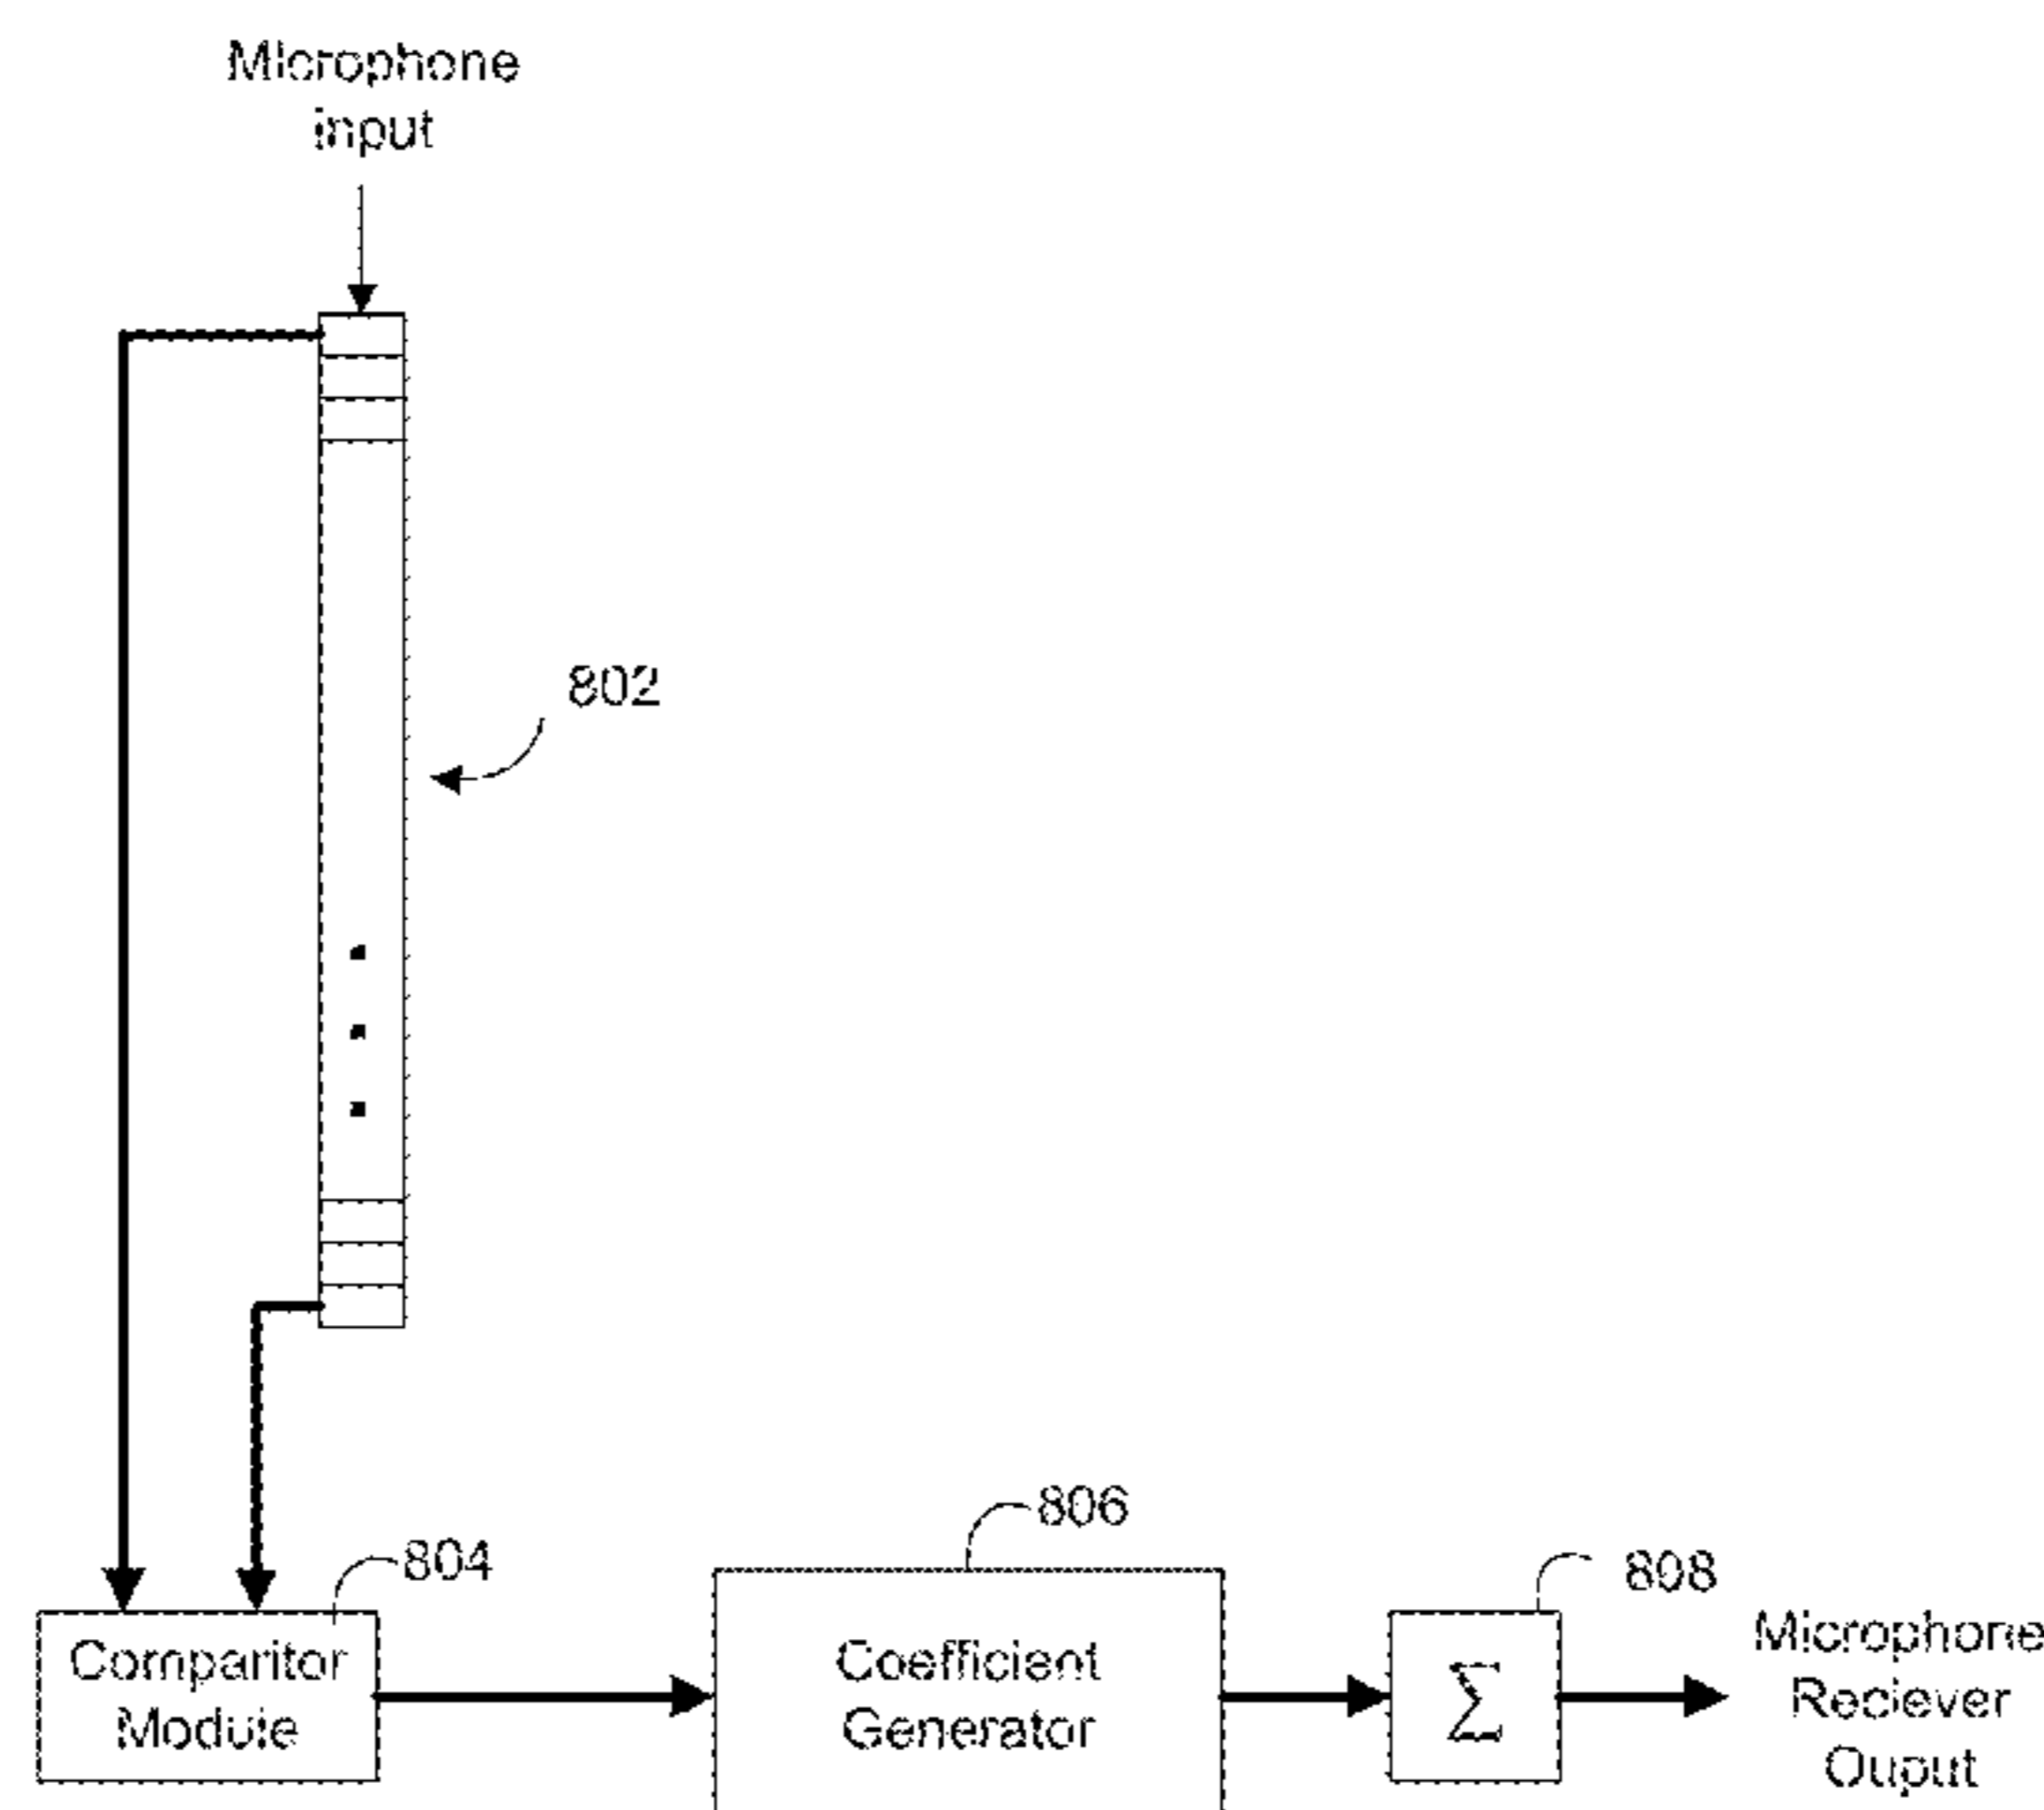 Microphone
input
802
804
806
808
Comparitor
Module
Coefficient
Generator
Σ
Microphone
Reciever
Ouput